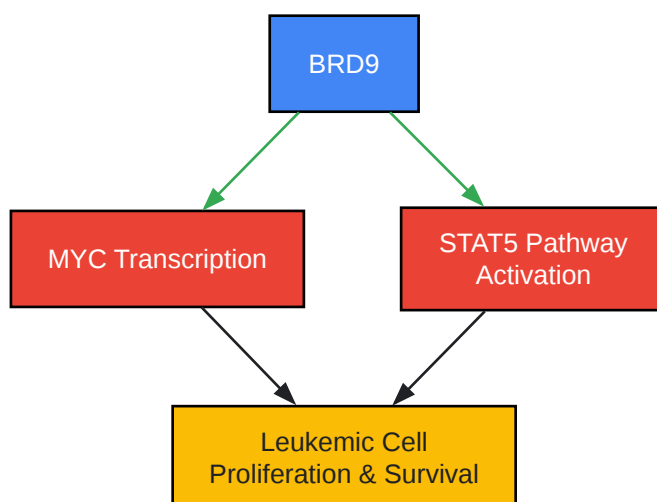 BRD9
MYC Transcription
STAT5 Pathway
Activation
Leukemic Cell
Proliferation & Survival